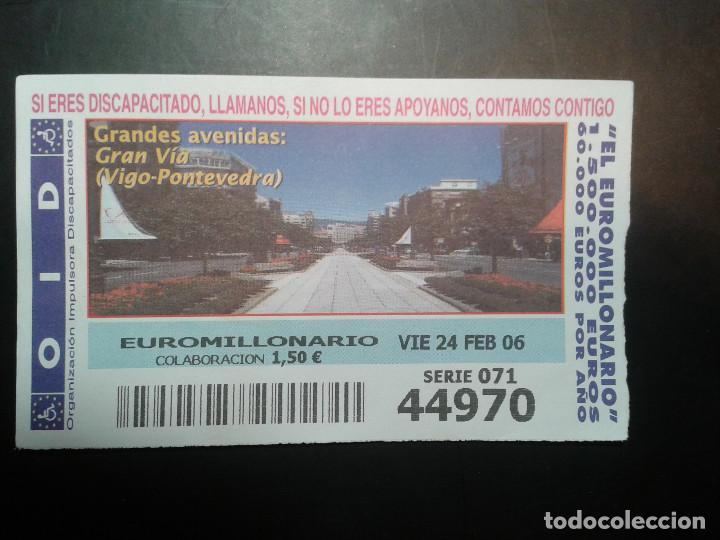 SI ERES DISCAPACITADO, LLAMANOS, SI NO LO ERES APOYANOS, CONTAMOS CONTIGO
OID
Organización Impulsora Discapacitados
Grandes avenidas:
Gran Vía
(Vigo-Pontevedra)
EUROMILLONARIO VIE 24 FEB 06
COLABORACION 1,50 €
SERIE 071
44970
"EL EUROMILLONARIO"
1.500.000 EUROS
60.000 EUROS POR AÑO
todocoleccion.net